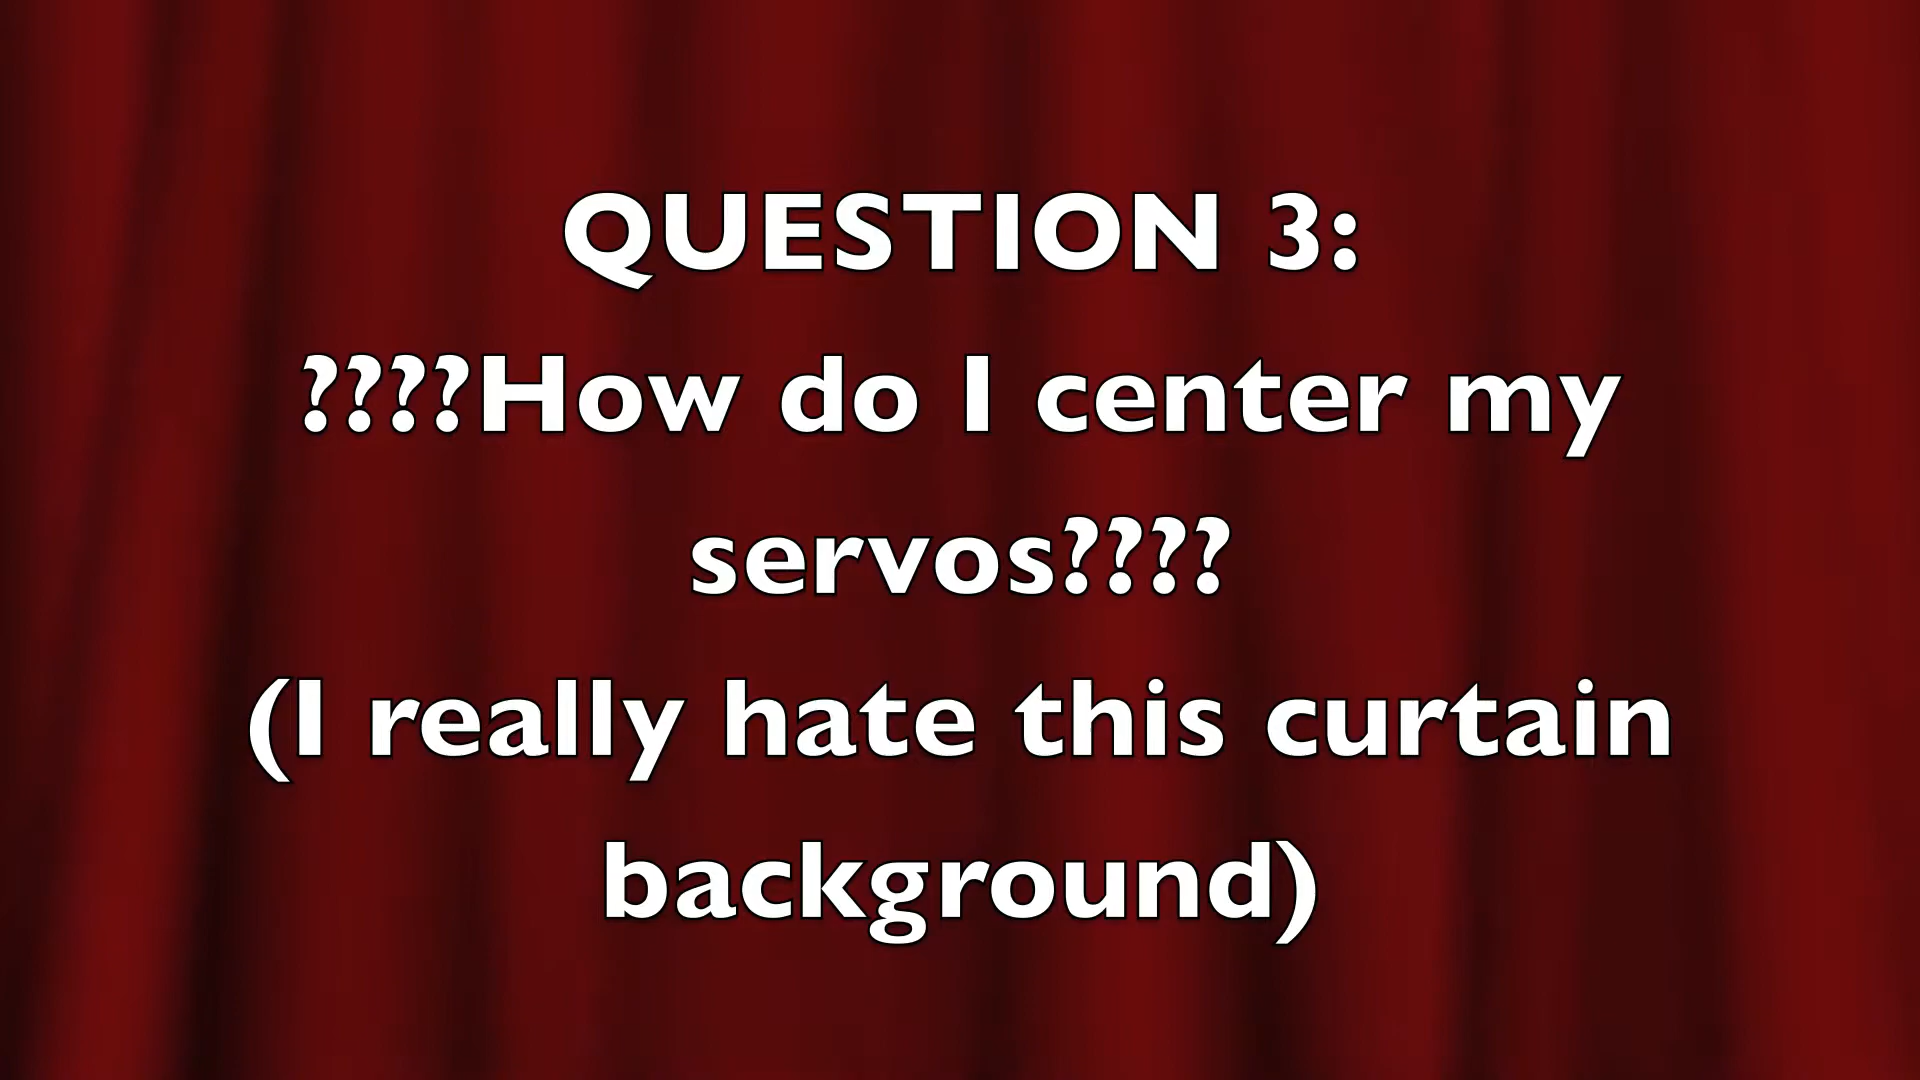 QUESTION 3:
????How do I center my
servos????
(I really hate this curtain
background)